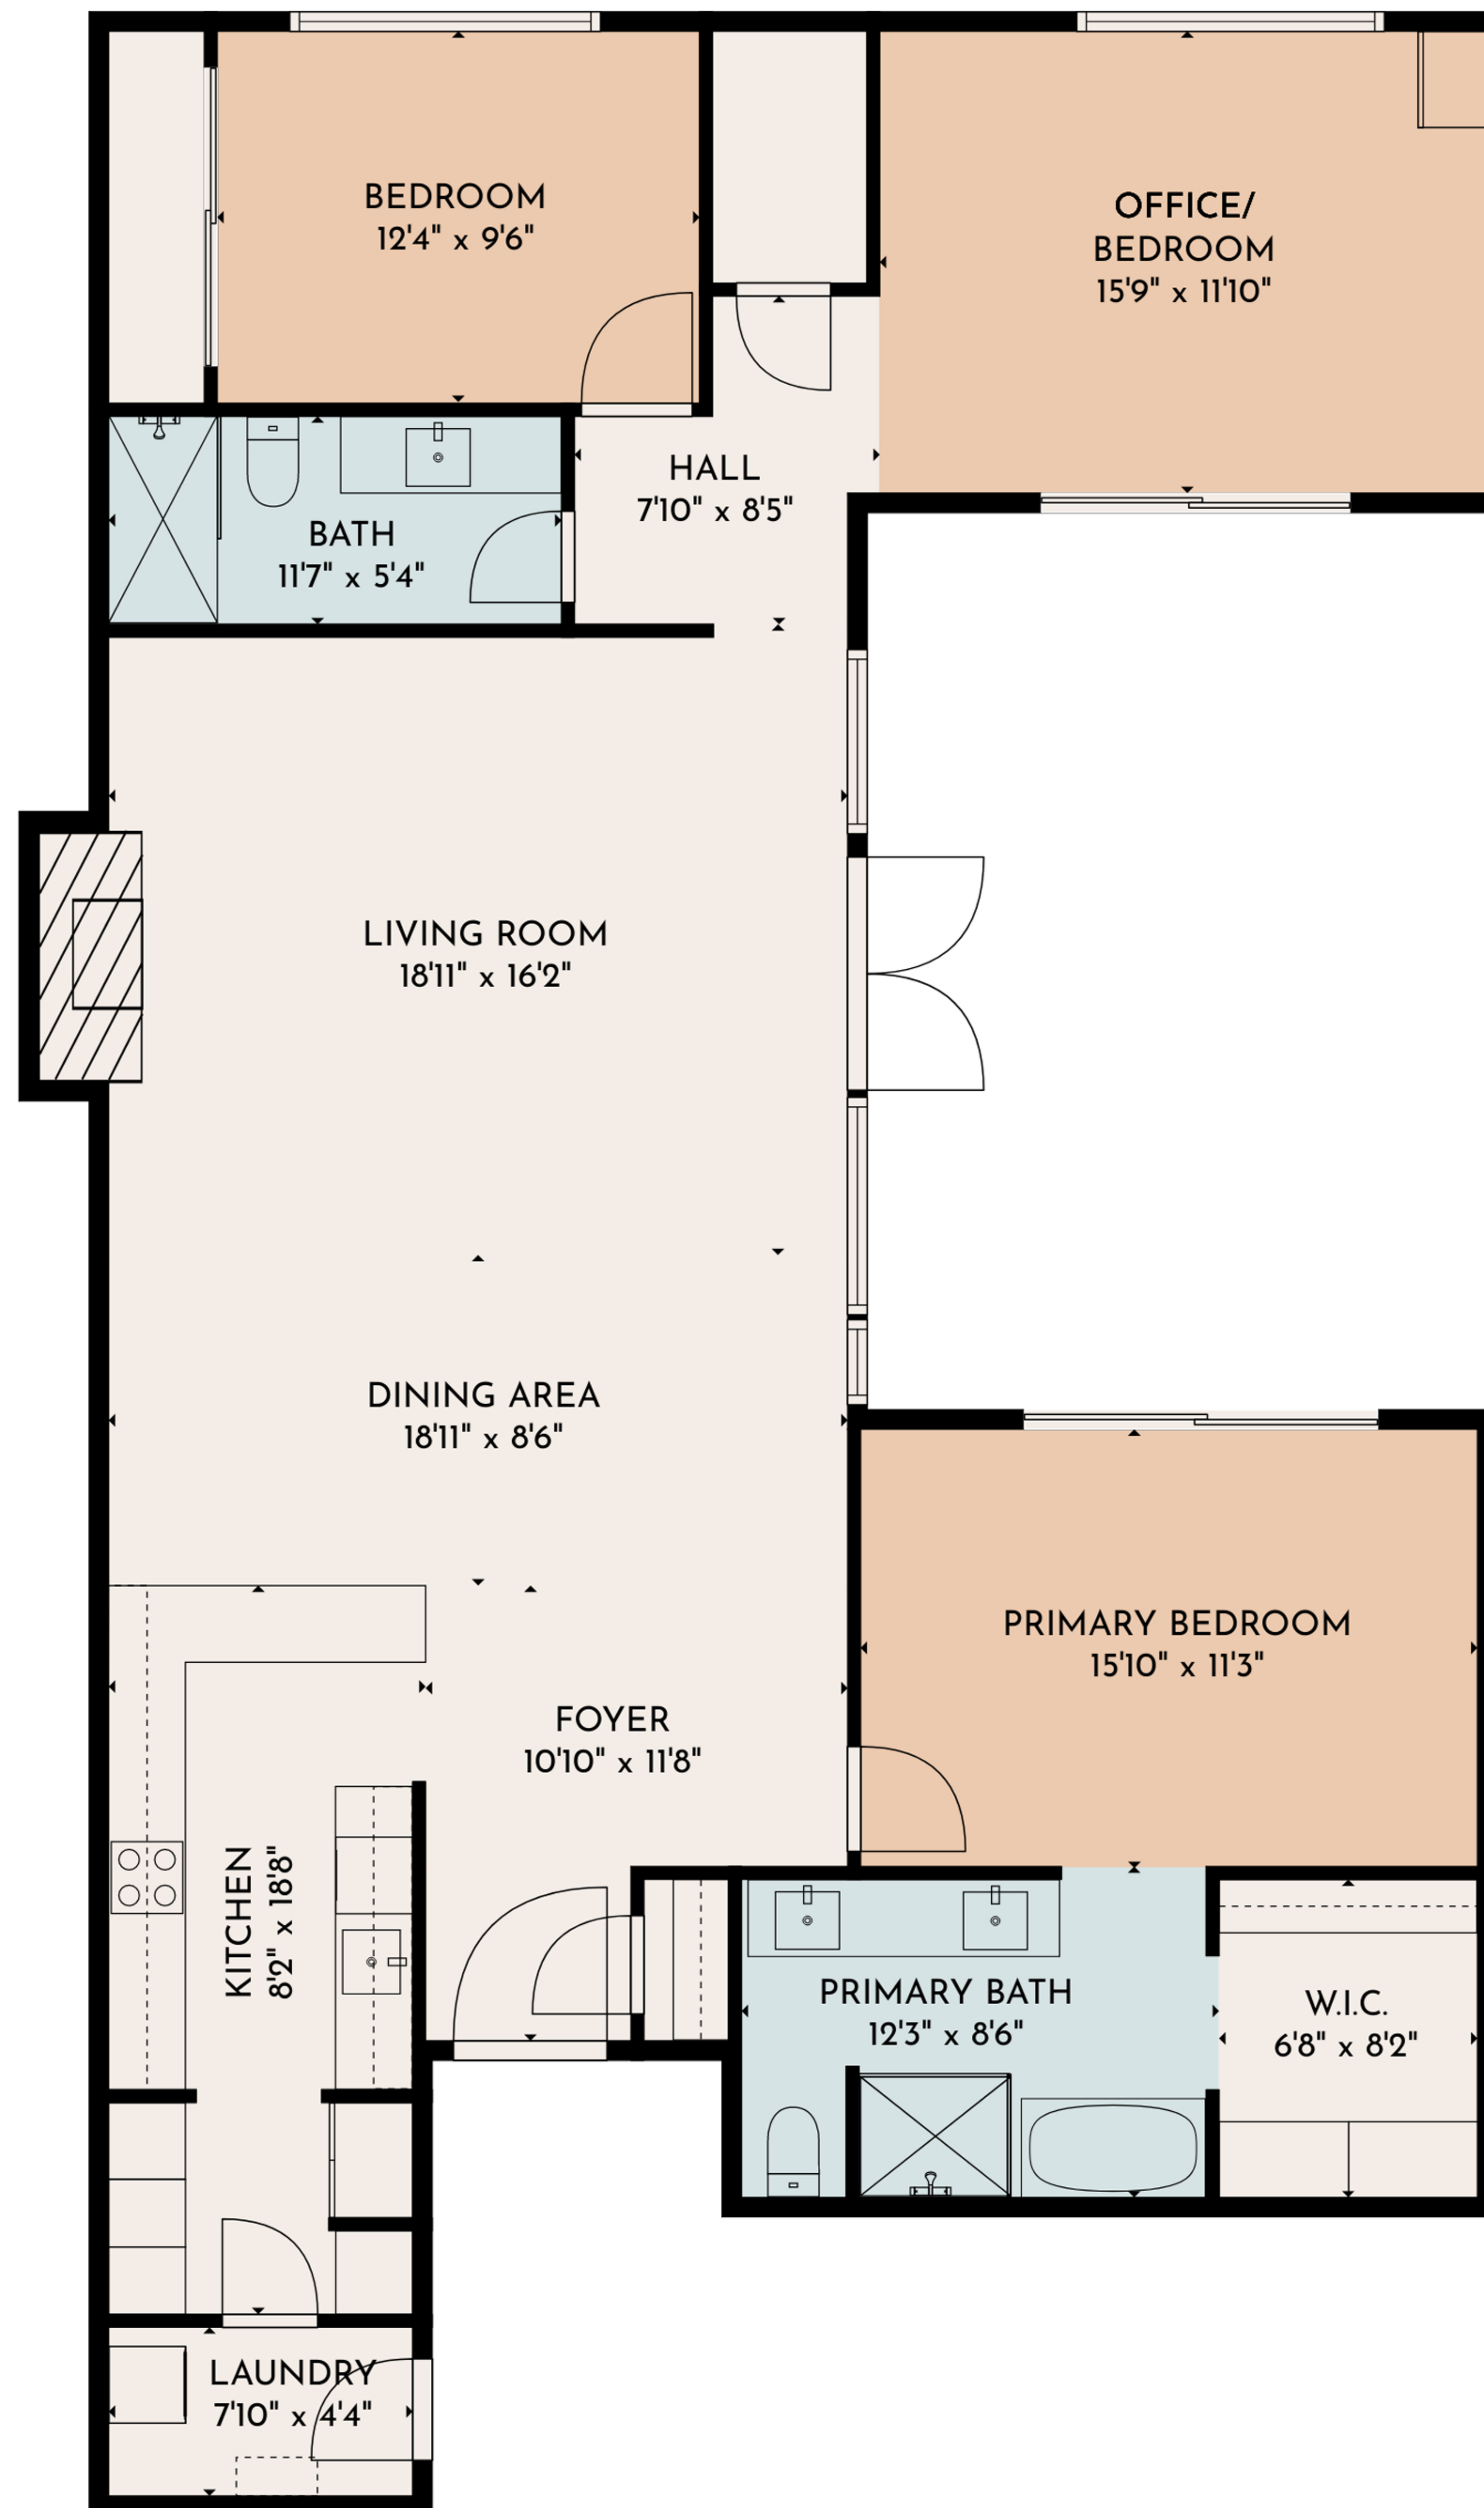 BEDROOM
12'4" x 9'6"
OFFICE/
BEDROOM
15'9" x 11'10"
HALL
7'10" x 8'5"
BATH
11'7" x 5'4"
LIVING ROOM
18'11" x 16'2"
DINING AREA
18'11" x 8'6"
PRIMARY BEDROOM
15'10" x 11'3"
FOYER
10'10" x 11'8"
KITCHEN
8'2" x 18'8"
PRIMARY BATH
12'3" x 8'6"
W.I.C.
6'8" x 8'2"
LAUNDRY
7'10" x 4'4"